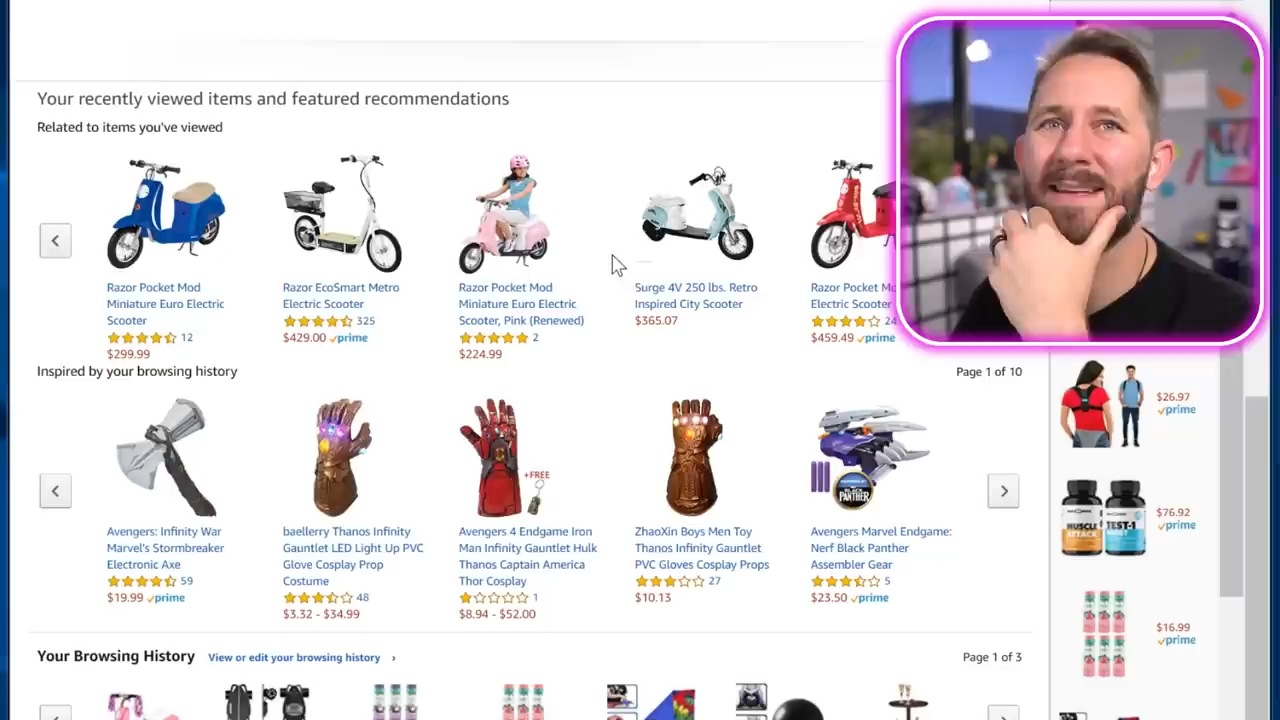 Your recently viewed items and featured recommendations
Related to items you've viewed
Razor Pocket Mod
Miniature Euro Electric
Scooter
12
$299.99
Razor EcoSmart Metro
Electric Scooter
325
$429.00 prime
Razor Pocket Mod
Miniature Euro Electric
Scooter, Pink (Renewed)
2
$224.99
Surge 4V 250 lbs. Retro
Inspired City Scooter
$365.07
Razor Pocket Mo
Electric Scooter
24
$459.49 prime
Inspired by your browsing history
Page 1 of 10
Avengers: Infinity War
Marvel's Stormbreaker
Electronic Axe
59
$19.99 prime
baellerry Thanos Infinity
Gauntlet LED Light Up PVC
Glove Cosplay Prop
Costume
48
$3.32 - $34.99
+FREE
Avengers 4 Endgame Iron
Man Infinity Gauntlet Hulk
Thanos Captain America
Thor Cosplay
1
$8.94 - $52.00
ZhaoXin Boys Men Toy
Thanos Infinity Gauntlet
PVC Gloves Cosplay Props
27
$10.13
BLACK
PANTHER
Avengers Marvel Endgame:
Nerf Black Panther
Assembler Gear
5
$23.50 prime
$26.97
prime
MUSCLE
ATTACK
TEST-1
BOOST
$76.92
prime
$16.99
prime
Your Browsing History View or edit your browsing history ›
Page 1 of 3